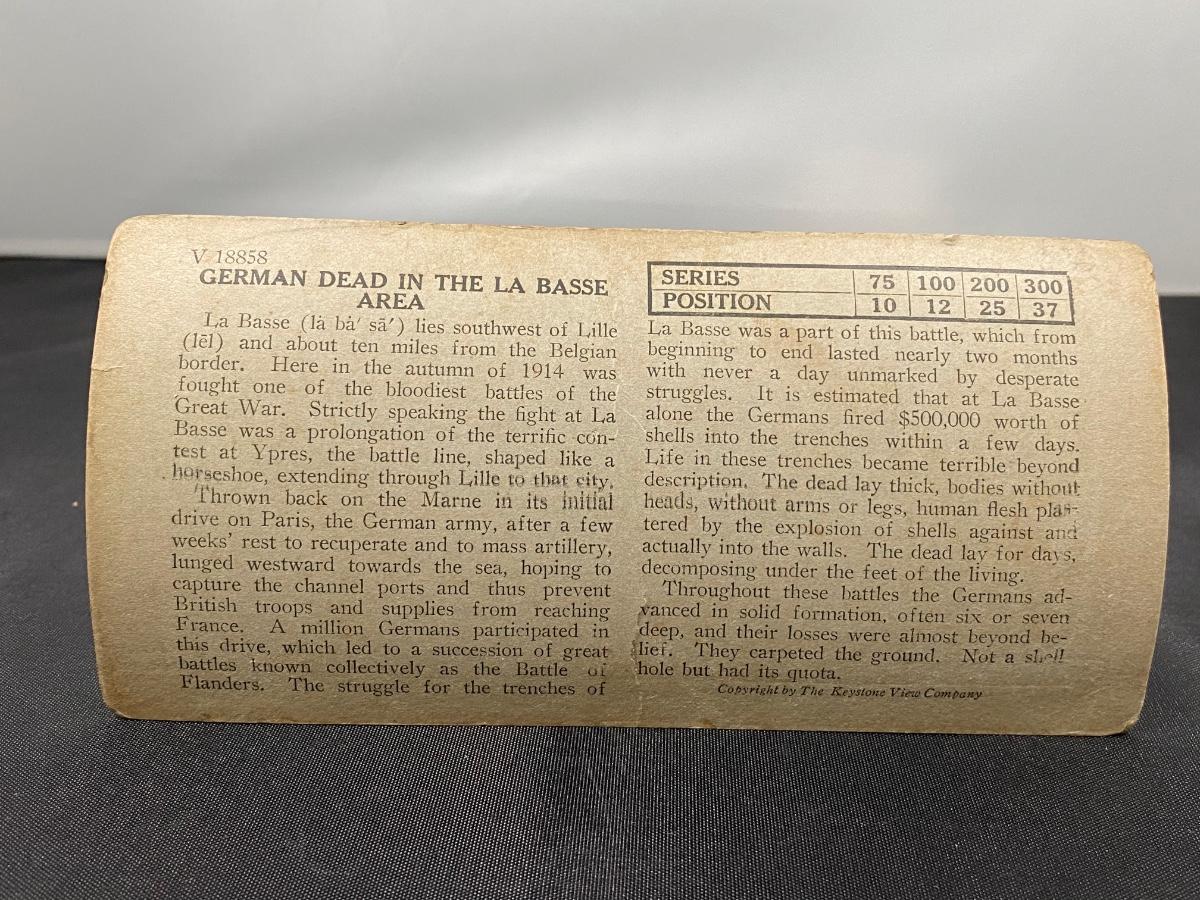 V 18858
GERMAN DEAD IN THE LA BASSE
AREA
La Basse (là bȧ′ sā′) lies southwest of Lille
(lēl) and about ten miles from the Belgian
border. Here in the autumn of 1914 was
fought one of the bloodiest battles of the
Great War. Strictly speaking the fight at La
Basse was a prolongation of the terrific con-
test at Ypres, the battle line, shaped like a
horseshoe, extending through Lille to that city.
Thrown back on the Marne in its initial
drive on Paris, the German army, after a few
weeks' rest to recuperate and to mass artillery,
lunged westward towards the sea, hoping to
capture the channel ports and thus prevent
British troops and supplies from reaching
France. A million Germans participated in
this drive, which led to a succession of great
battles known collectively as the Battle of
Flanders. The struggle for the trenches of
SERIES 75 100 200 300
POSITION 10 12 25 37
La Basse was a part of this battle, which from
beginning to end lasted nearly two months
with never a day unmarked by desperate
struggles. It is estimated that at La Basse
alone the Germans fired $500,000 worth of
shells into the trenches within a few days.
Life in these trenches became terrible beyond
description. The dead lay thick, bodies without
heads, without arms or legs, human flesh plas-
tered by the explosion of shells against and
actually into the walls. The dead lay for days,
decomposing under the feet of the living.
Throughout these battles the Germans ad-
vanced in solid formation, often six or seven
deep, and their losses were almost beyond be-
lief. They carpeted the ground. Not a shell
hole but had its quota.
Copyright by The Keystone View Company